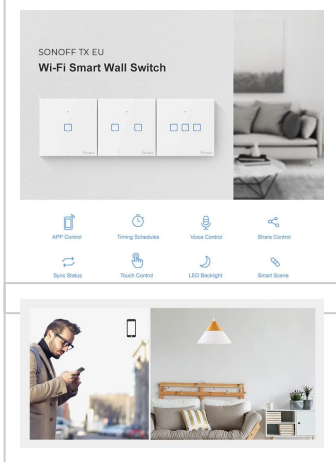 SONOFF TX EU
Wi-Fi Smart Wall Switch
APP Control
Timing Schedules
Voice Control
Share Control
Sync Status
Touch Control
LED Backlight
Smart Scene